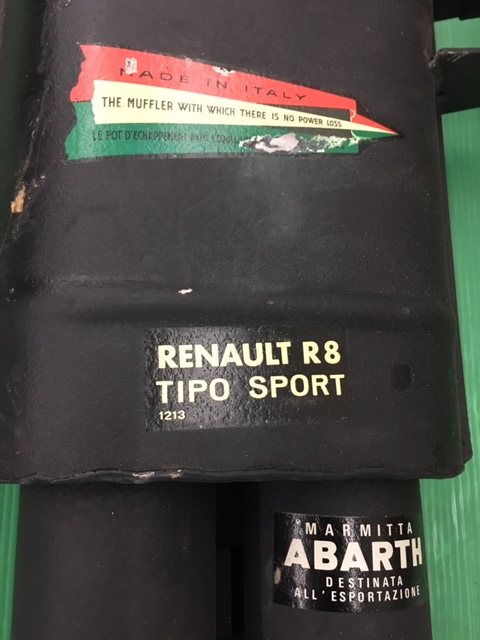 MADE IN ITALY
THE MUFFLER WITH WHICH THERE IS NO POWER LOSS
LE POT D'ECHAPPEMENT AVEC
RENAULT R8
TIPO SPORT
1213
MARMITTA
ABARTH
DESTINATA
ALL'ESPORTAZIONE